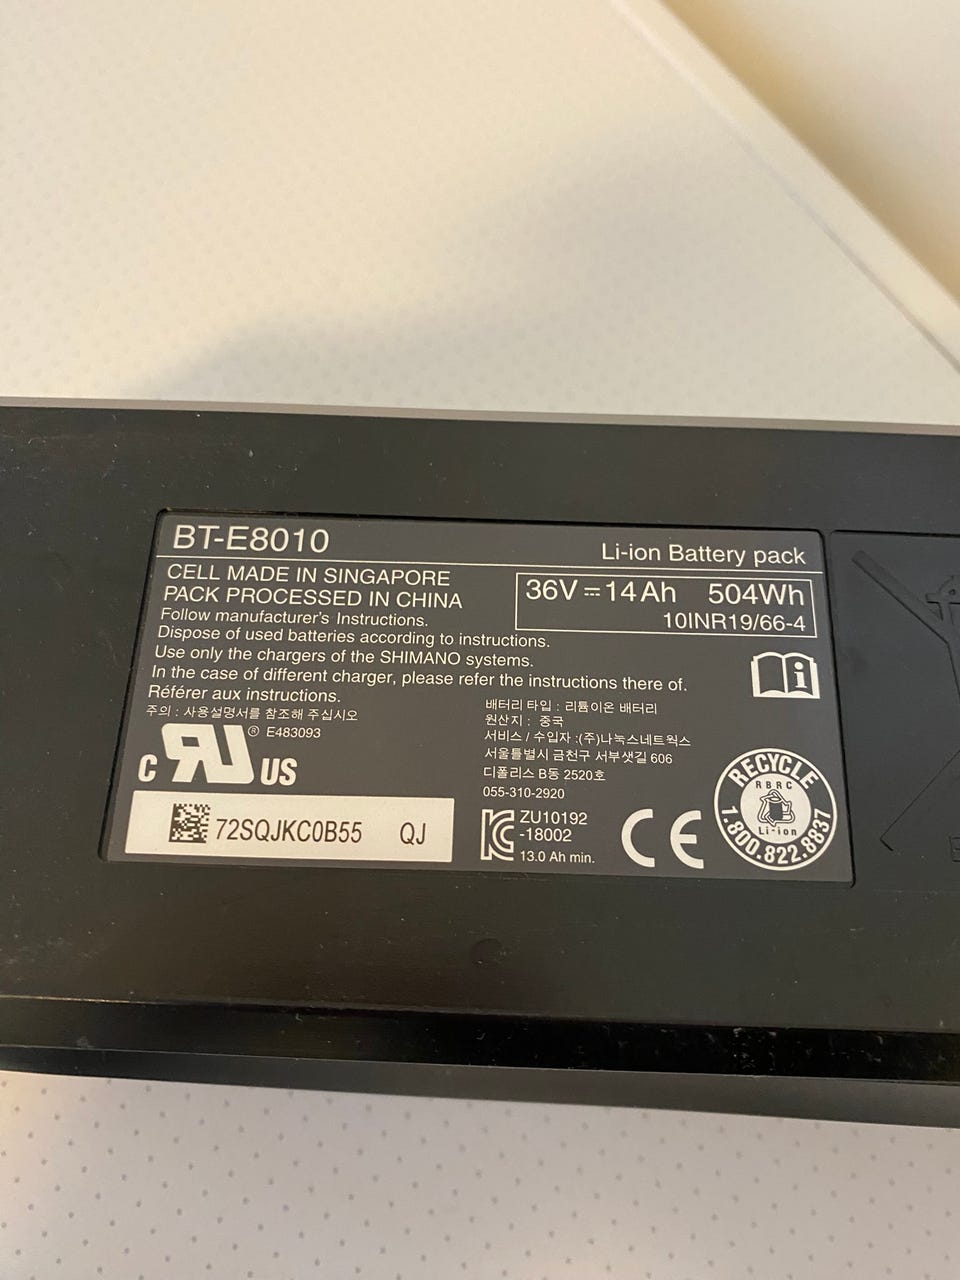 BT-E8010
Li-ion Battery pack
CELL MADE IN SINGAPORE
PACK PROCESSED IN CHINA
36V⎓14Ah 504Wh
10INR19/66-4
Follow manufacturer's Instructions.
Dispose of used batteries according to instructions.
Use only the chargers of the SHIMANO systems.
In the case of different charger, please refer the instructions there of.
Référer aux instructions.
주의 : 사용설명서를 참조해 주십시오
배터리 타입 : 리튬이온 배터리
원산지 : 중국
서비스 / 수입자 :(주)나눅스네트웍스
서울특별시 금천구 서부샛길 606
디폴리스 B동 2520호
055-310-2920
® E483093
c RU US
72SQJKC0B55 QJ
ZU10192
-18002
13.0 Ah min.
CE
RECYCLE
RBRC
Li-ion
1.800.822.8837